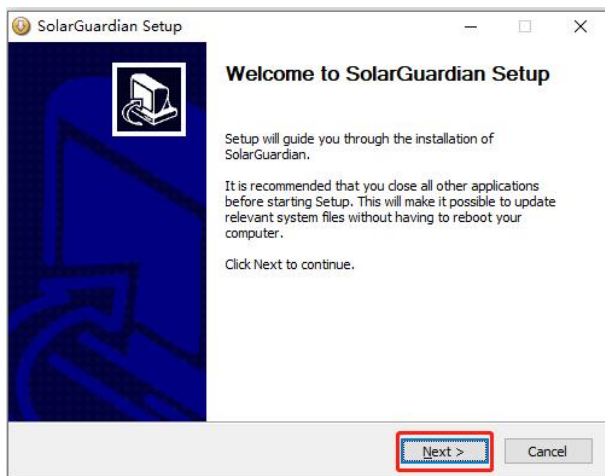 SolarGuardian Setup
Welcome to SolarGuardian Setup
Setup will guide you through the installation of
SolarGuardian.
It is recommended that you close all other applications
before starting Setup. This will make it possible to update
relevant system files without having to reboot your
computer.
Click Next to continue.
Next >
Cancel